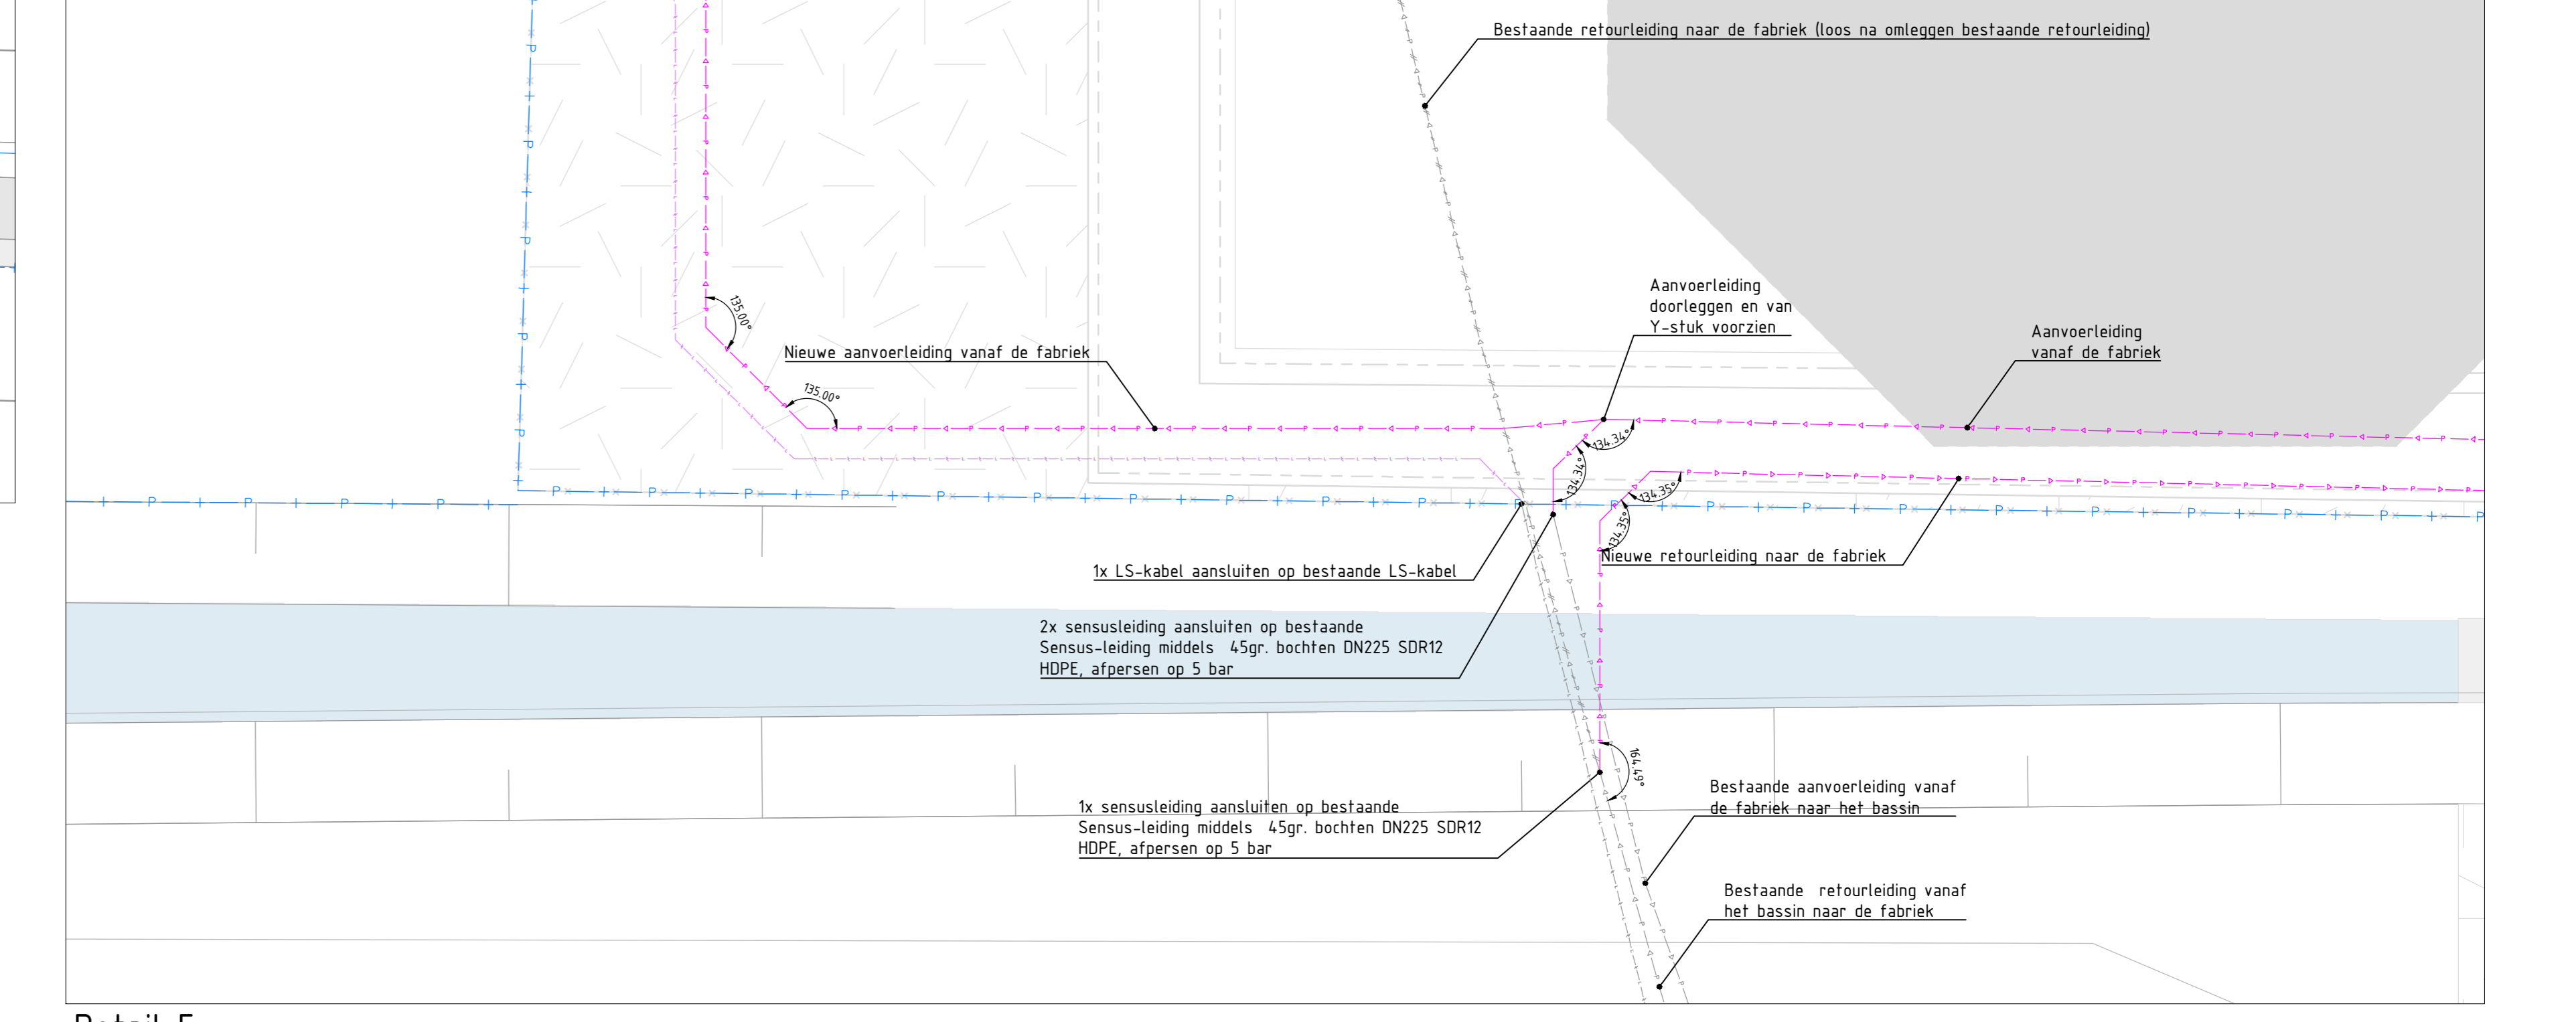 Bestaande retourleiding naar de fabriek (loos na omleggen bestaande retourleiding)
Aanvoerleiding
doorleggen en van
Y-stuk voorzien
Aanvoerleiding
vanaf de fabriek
135.00°
Nieuwe aanvoerleiding vanaf de fabriek
135.00°
134.34°
134.34°
134.35°
134.35°
Nieuwe retourleiding naar de fabriek
1x LS-kabel aansluiten op bestaande LS-kabel
2x sensusleiding aansluiten op bestaande
Sensus-leiding middels 45gr. bochten DN225 SDR12
HDPE, afpersen op 5 bar
164.49°
1x sensusleiding aansluiten op bestaande
Sensus-leiding middels 45gr. bochten DN225 SDR12
HDPE, afpersen op 5 bar
Bestaande aanvoerleiding vanaf
de fabriek naar het bassin
Bestaande retourleiding vanaf
het bassin naar de fabriek